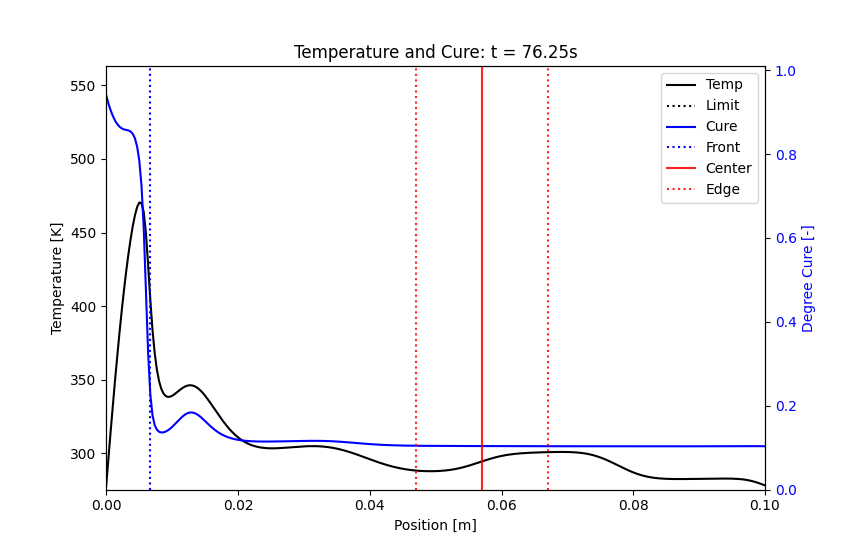 Temperature and Cure: t = 76.25s
Temp
Limit
Cure
Front
Center
Edge
Temperature [K]
550
500
450
400
350
300
Degree Cure [-]
1.0
0.8
0.6
0.4
0.2
0.0
0.00 0.02 0.04 0.06 0.08 0.10
Position [m]